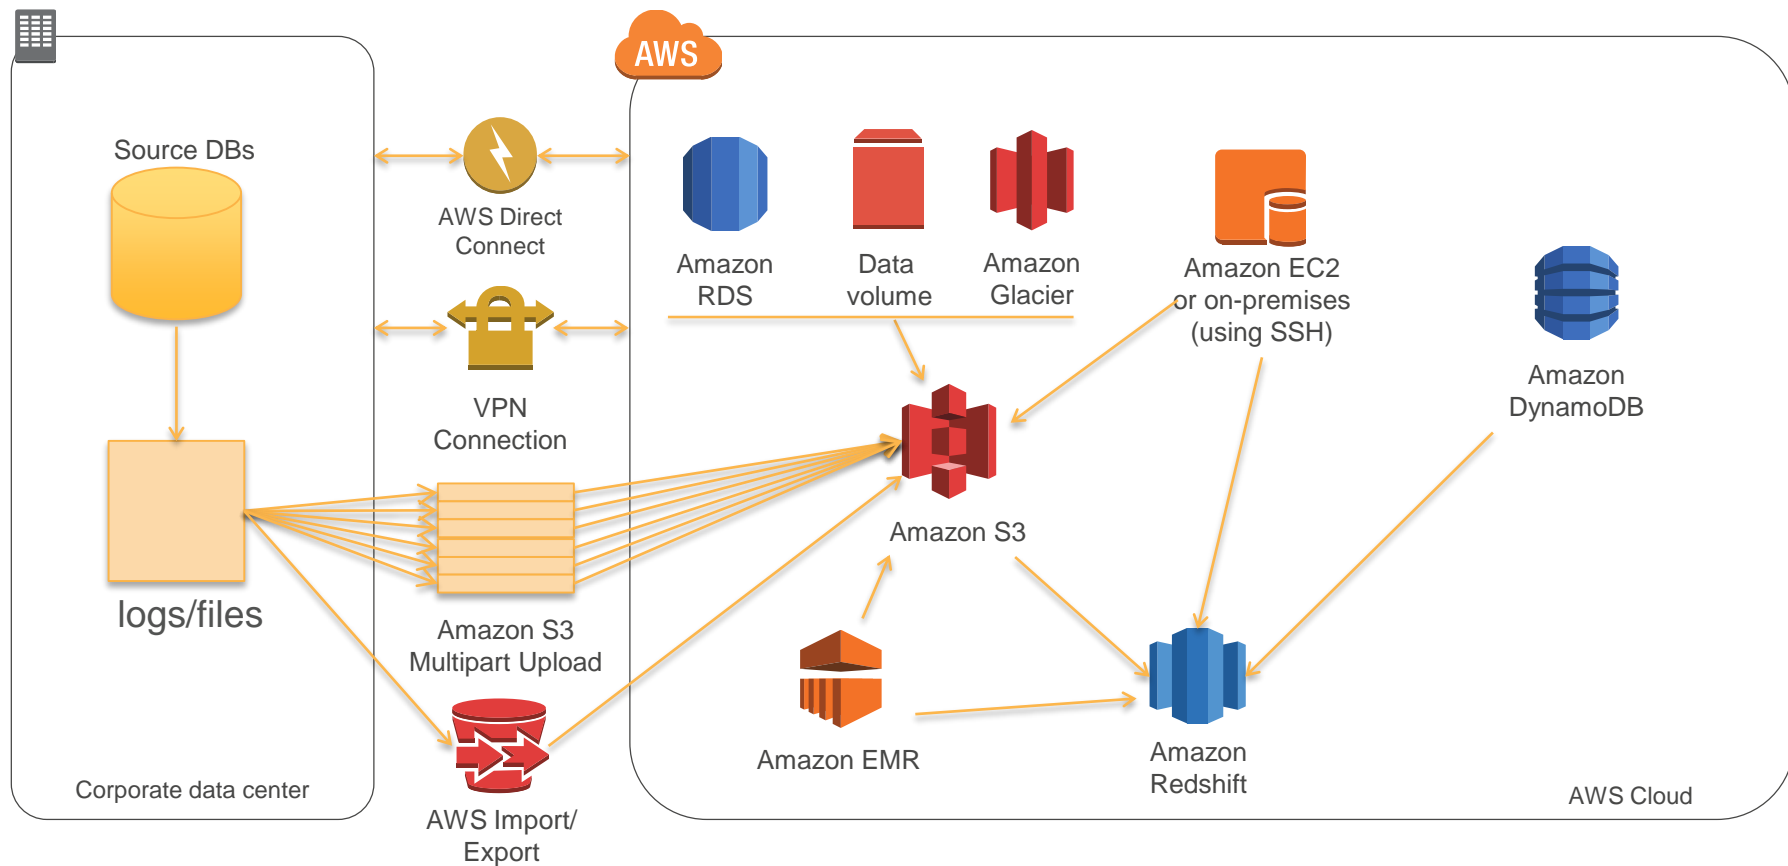 AWS
Source DBs
AWS Direct
Connect
Amazon
RDS
Data
volume
Amazon
Glacier
Amazon EC2
or on-premises
(using SSH)
Amazon
DynamoDB
VPN
Connection
logs/files
Amazon S3
Multipart Upload
Amazon S3
Amazon EMR
Amazon
Redshift
Corporate data center
AWS Import/
Export
AWS Cloud